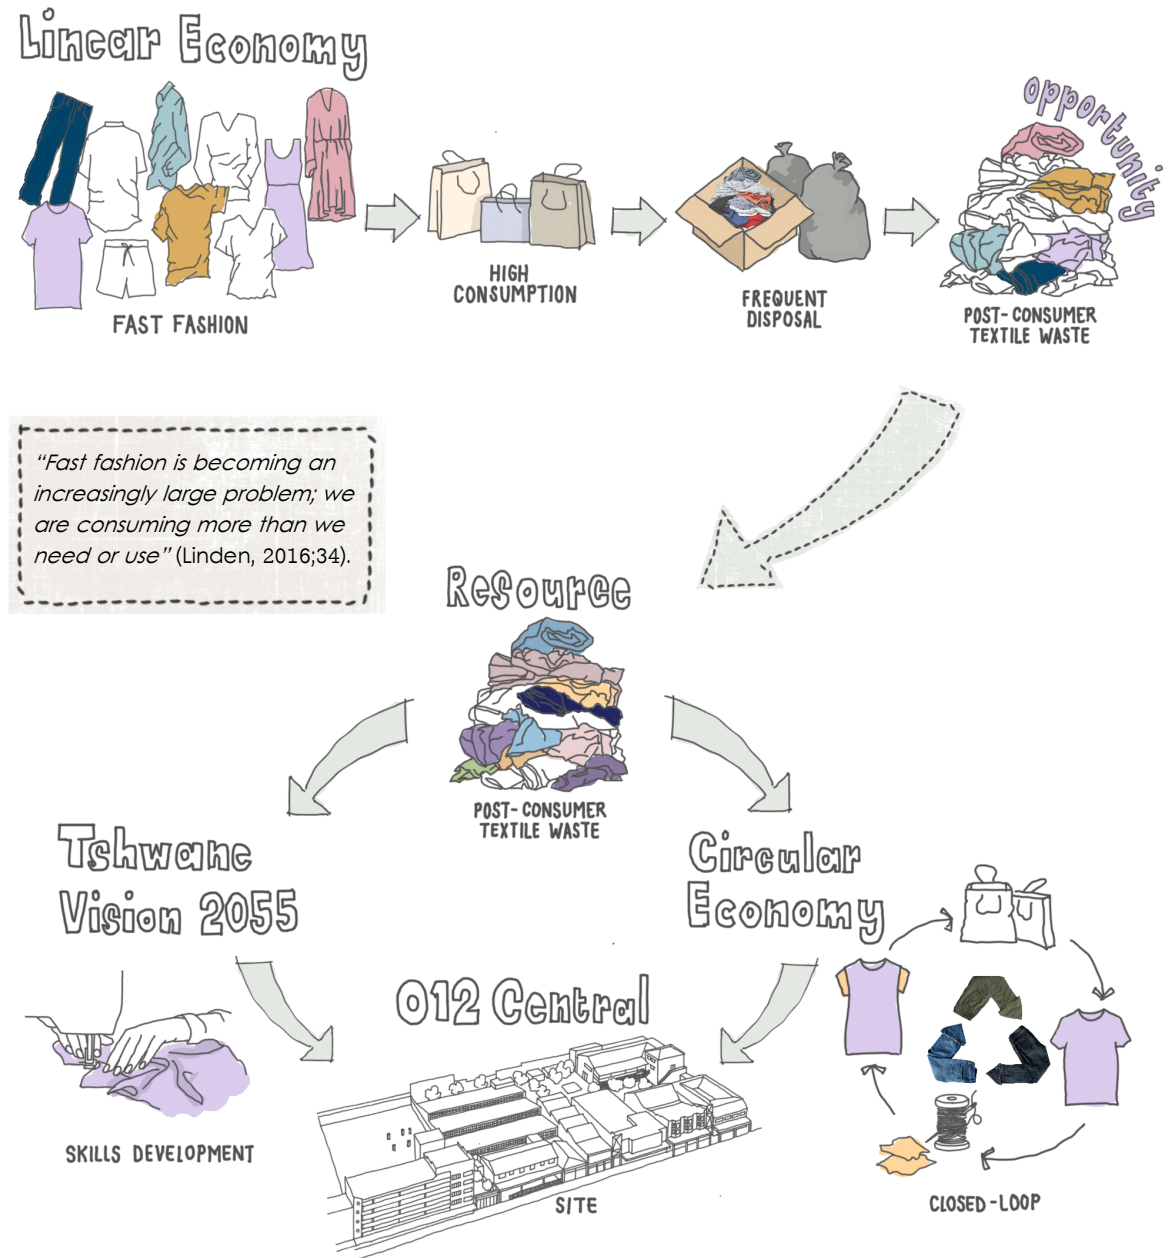 Linear Economy
opportunity
FAST FASHION
HIGH
CONSUMPTION
FREQUENT
DISPOSAL
POST-CONSUMER
TEXTILE WASTE
“Fast fashion is becoming an
increasingly large problem; we
are consuming more than we
need or use” (Linden, 2016;34).
Resource
POST-CONSUMER
TEXTILE WASTE
Tshwane
Vision 2055
Circular
Economy
012 Central
SKILLS DEVELOPMENT
SITE
CLOSED-LOOP